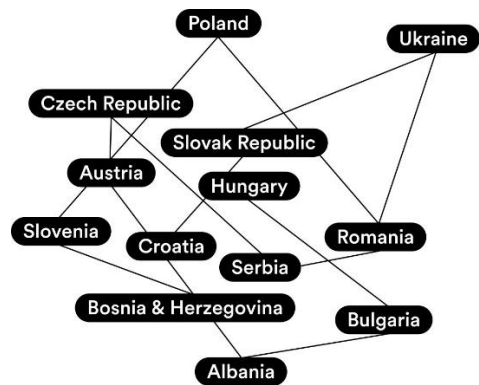 Poland
Ukraine
Czech Republic
Slovak Republic
Austria
Hungary
Slovenia
Croatia
Romania
Serbia
Bosnia & Herzegovina
Bulgaria
Albania